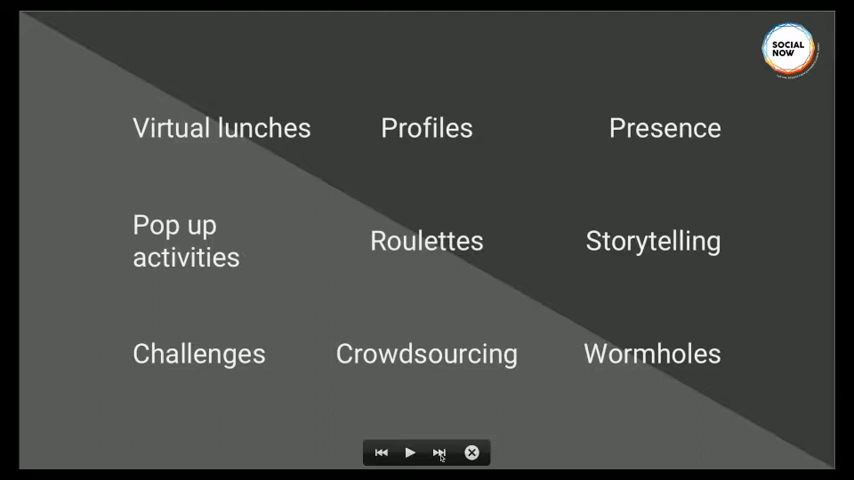 SOCIAL
NOW
Virtual lunches
Profiles
Presence
Pop up
activities
Roulettes
Storytelling
Challenges
Crowdsourcing
Wormholes